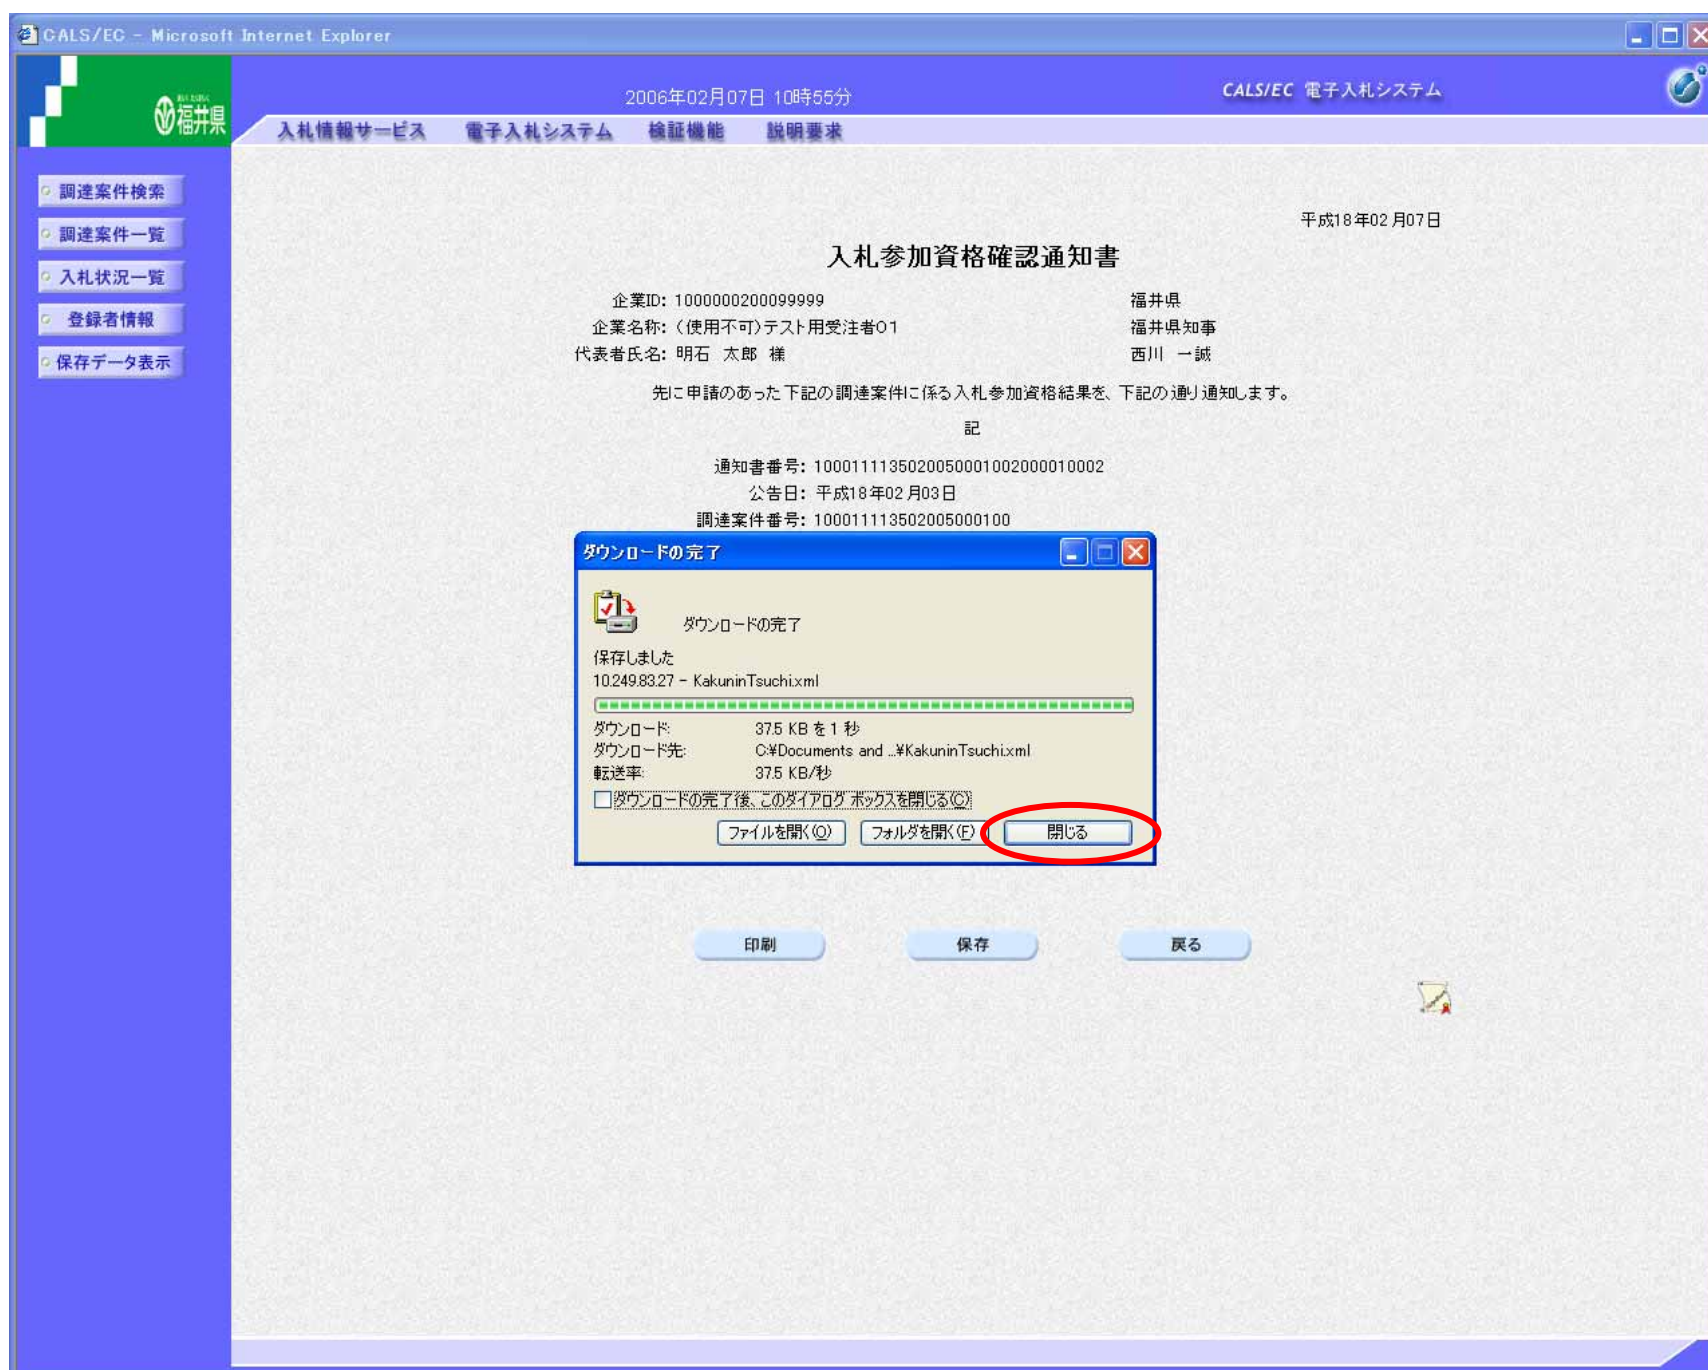 CALS/EC - Microsoft Internet Explorer
福井県
2006年02月07日 10時55分
CALS/EC 電子入札システム
入札情報サービス 電子入札システム 検証機能 説明要求
調達案件検索
調達案件一覧
入札状況一覧
登録者情報
保存データ表示
平成18年02月07日
入札参加資格確認通知書
企業ID: 1000000200099999 福井県
企業名称: (使用不可)テスト用受注者01 福井県知事
代表者氏名: 明石 太郎 様 西川 一誠
先に申請のあった下記の調達案件に係る入札参加資格結果を、下記の通り通知します。
記
通知書番号: 10001111350200500010020000010002
公告日: 平成18年02月03日
調達案件番号: 100011113502005000100
ダウンロードの完了
ダウンロードの完了
保存しました
10.249.83.27 - KakuninTsuchi.xml
ダウンロード: 37.5 KB を 1 秒
ダウンロード先: C:¥Documents and ...¥KakuninTsuchi.xml
転送率: 37.5 KB/秒
ダウンロードの完了後、このダイアログ ボックスを閉じる(C)
ファイルを開く(O) フォルダを開く(F) 閉じる
印刷 保存 戻る